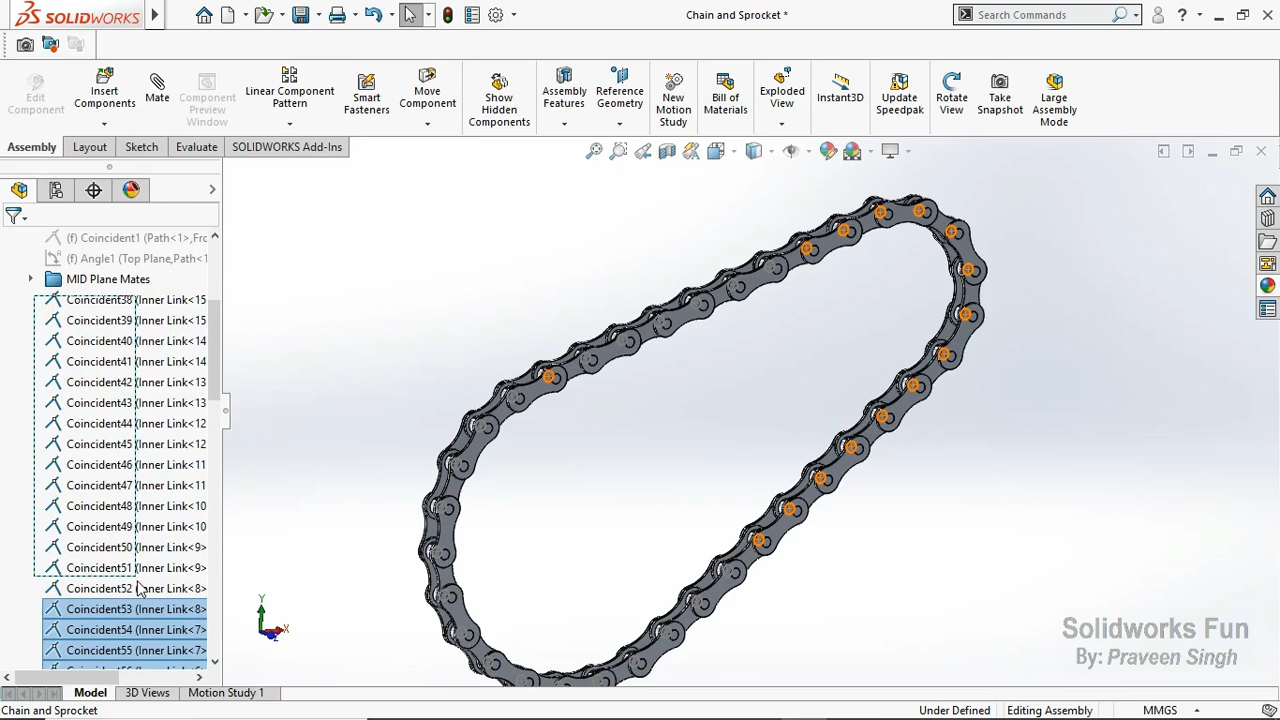 SOLIDWORKS
Chain and Sprocket *
Search Commands
?
Edit
Component
Insert
Components
Mate
Component
Preview
Window
Linear Component
Pattern
Smart
Fasteners
Move
Component
Show
Hidden
Components
Assembly
Features
Reference
Geometry
New
Motion
Study
Bill of
Materials
Exploded
View
Instant3D
Update
Speedpak
Rotate
View
Take
Snapshot
Large
Assembly
Mode
Assembly
Layout
Sketch
Evaluate
SOLIDWORKS Add-Ins
(f) Coincident1 (Path<1>,Fro
(f) Angle1 (Top Plane,Path<1
MID Plane Mates
Coincident38 (Inner Link<15
Coincident39 (Inner Link<15
Coincident40 (Inner Link<14
Coincident41 (Inner Link<14
Coincident42 (Inner Link<13
Coincident43 (Inner Link<13
Coincident44 (Inner Link<12
Coincident45 (Inner Link<12
Coincident46 (Inner Link<11
Coincident47 (Inner Link<11
Coincident48 (Inner Link<10
Coincident49 (Inner Link<10
Coincident50 (Inner Link<9>
Coincident51 (Inner Link<9>
Coincident52 (Inner Link<8>
Coincident53 (Inner Link<8>
Coincident54 (Inner Link<7>
Coincident55 (Inner Link<7>
Y
X
Z
Solidworks Fun
By: Praveen Singh
Model
3D Views
Motion Study 1
Chain and Sprocket
Under Defined
Editing Assembly
MMGS